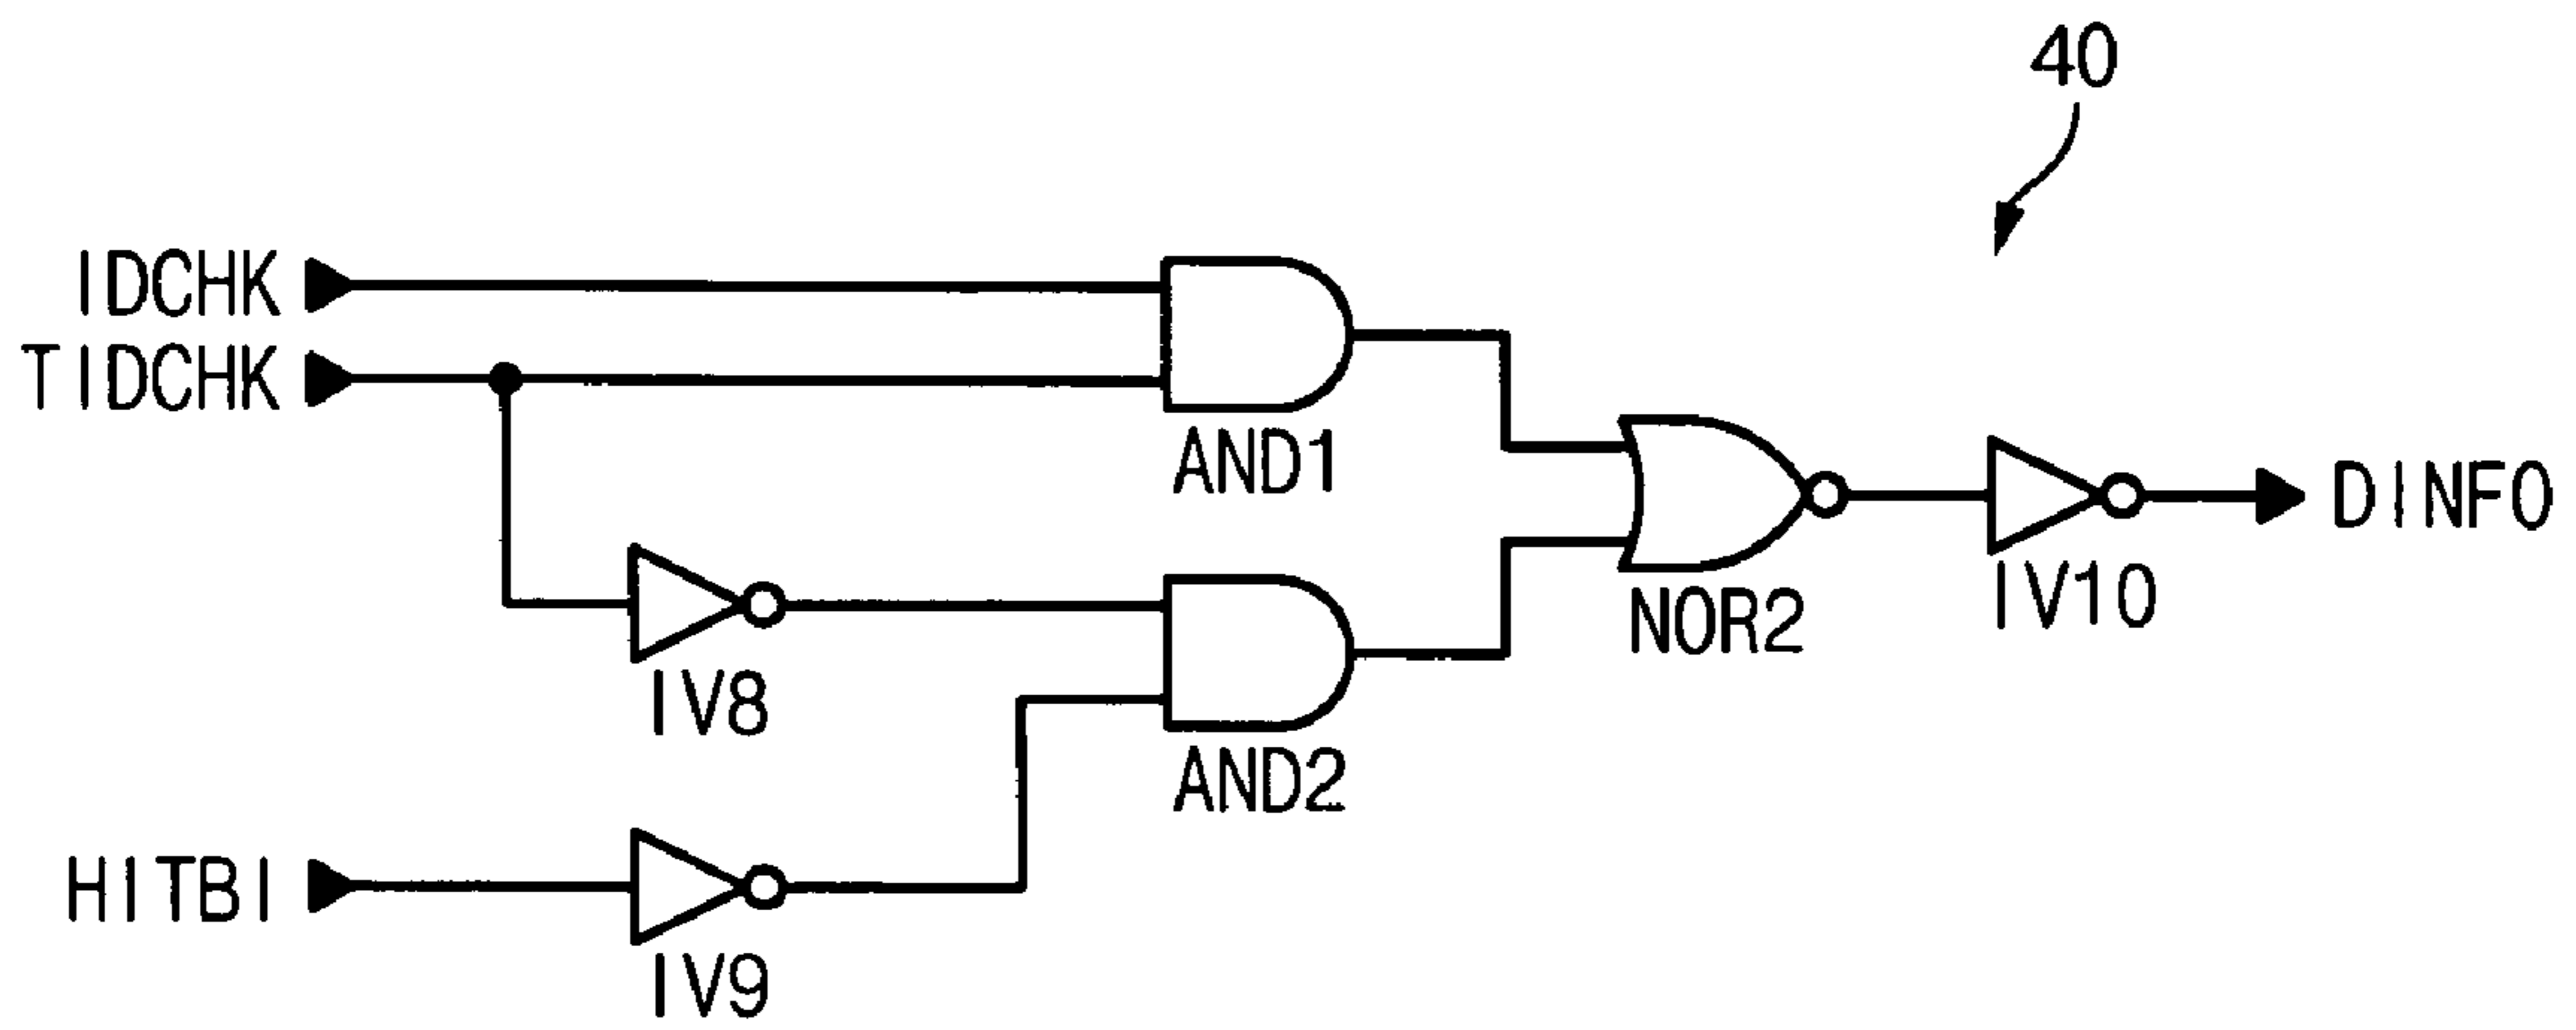 40
IDCHK
TIDCHK
AND1
DINFO
NOR2
IV10
IV8
AND2
HITBI
IV9